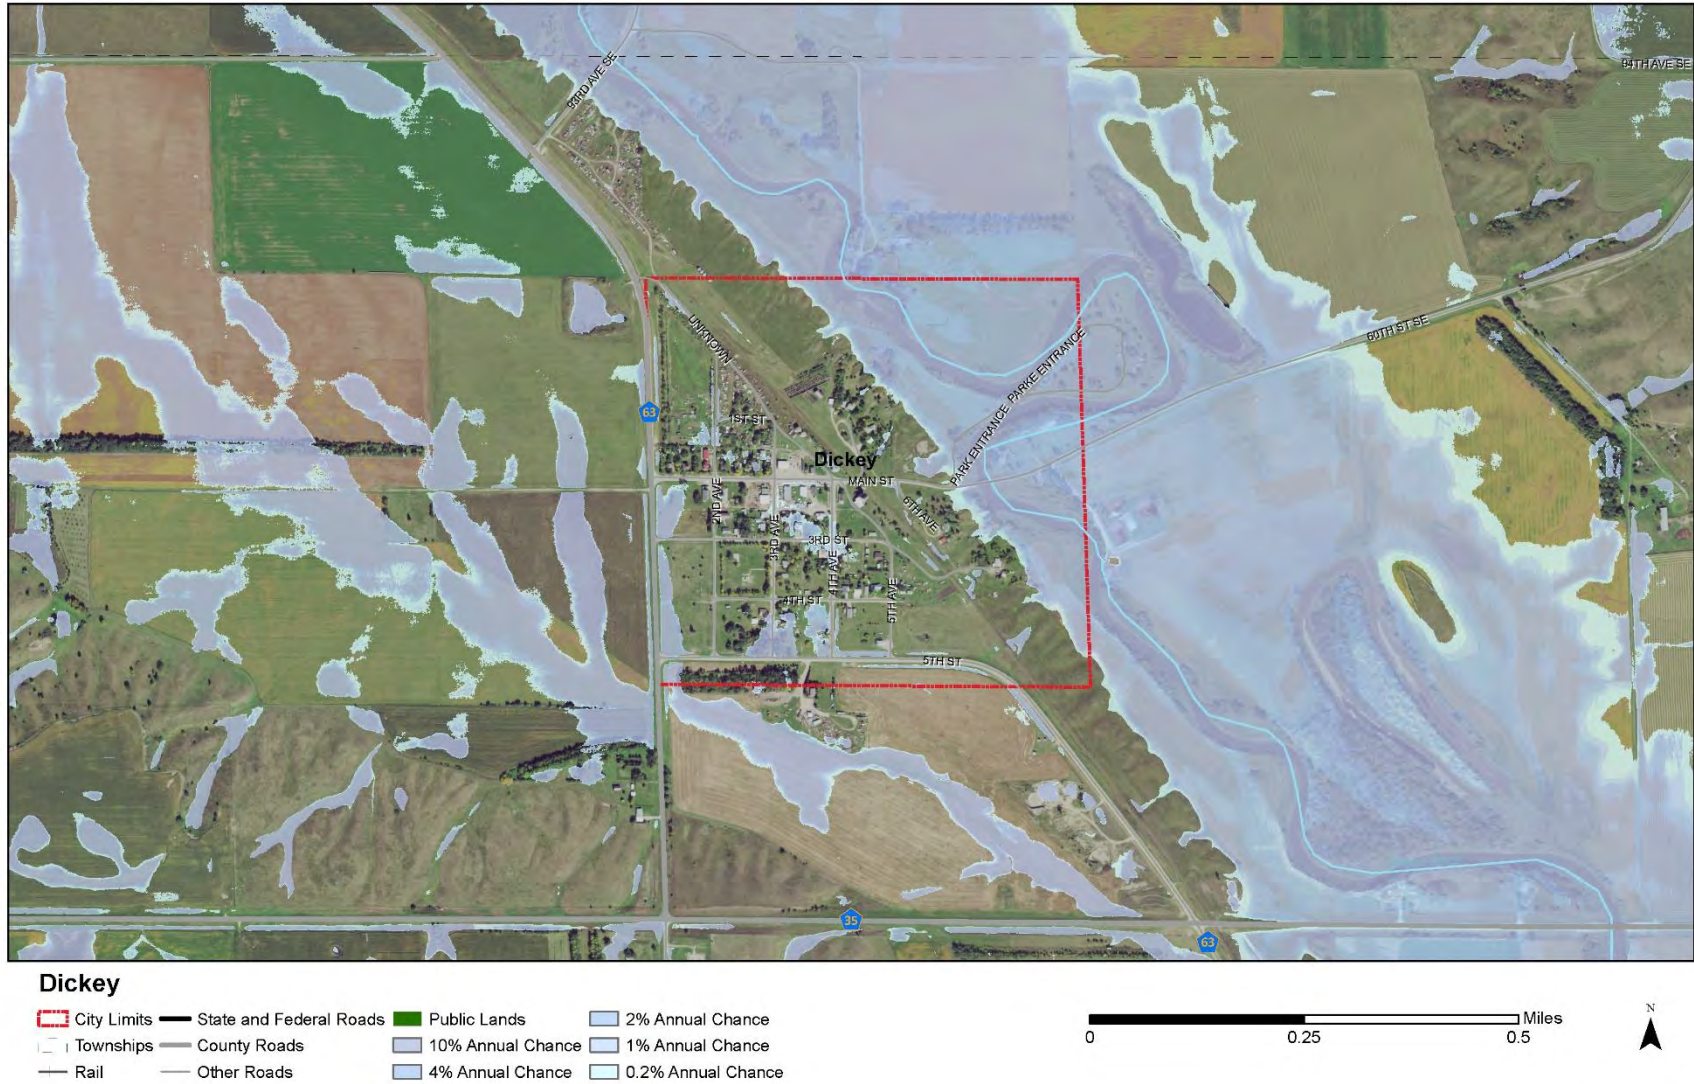 94TH AVE SE
93RD AVE SE
UNKNOWN
60TH ST SE
PARK ENTRANCE PARKE ENTRANCE
63
1ST ST
Dickey
MAIN ST
2ND AVE
6TH AVE
3RD AVE
3RD ST
4TH AVE
4TH ST
5TH AVE
5TH ST
35
63
Dickey
City Limits State and Federal Roads Public Lands 2% Annual Chance
Townships County Roads 10% Annual Chance 1% Annual Chance
Rail Other Roads 4% Annual Chance 0.2% Annual Chance
0 0.25 0.5 Miles
N